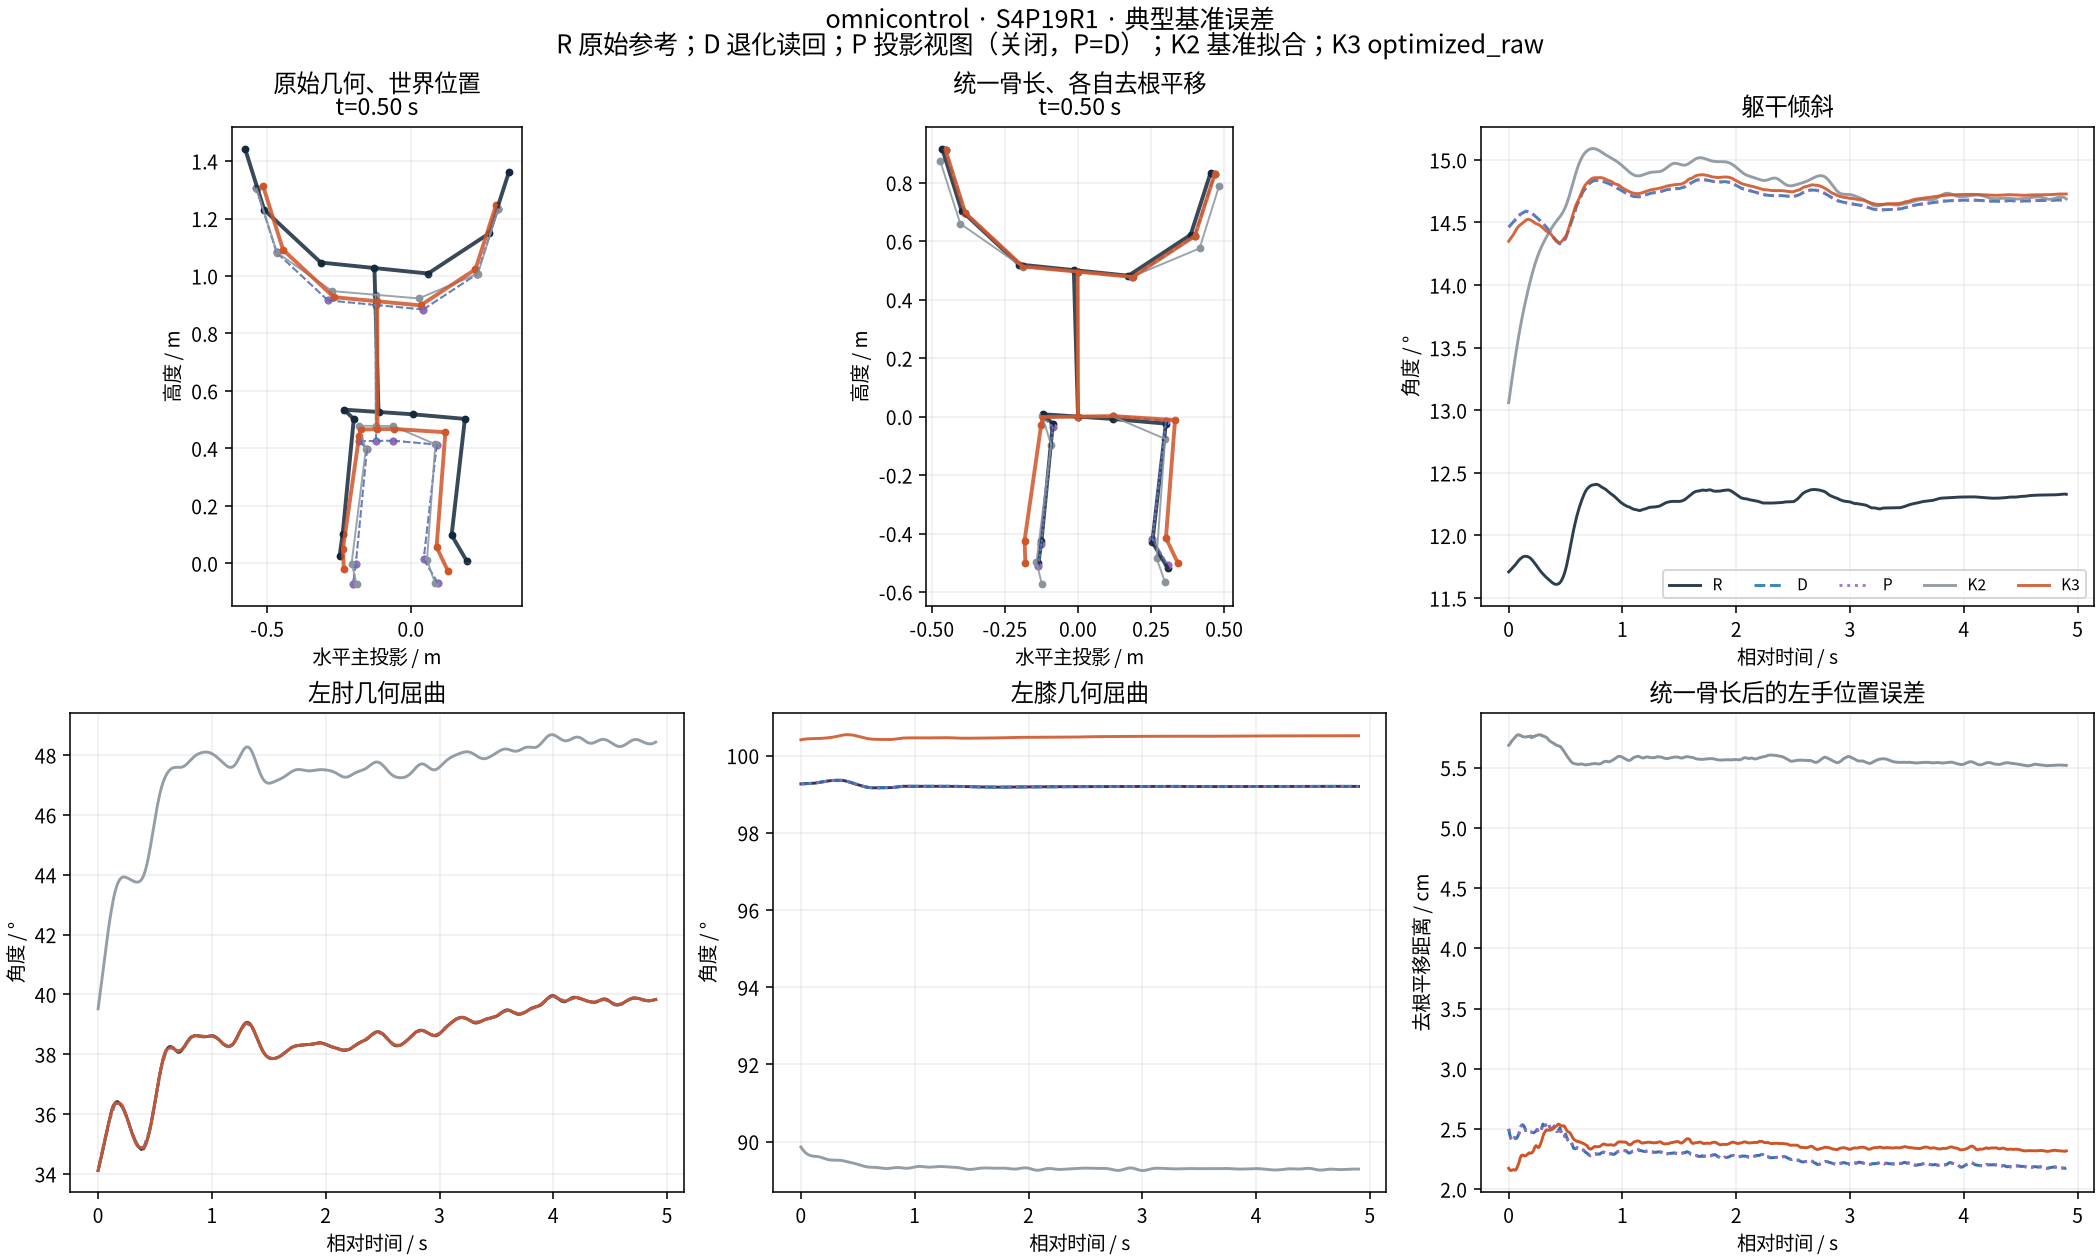 omnicontrol · S4P19R1 · 典型基准误差
R 原始参考；D 退化读回；P 投影视图（关闭，P=D）；K2 基准拟合；K3 optimized_raw
原始几何、世界位置
t=0.50 s
高度 / m
1.4
1.2
1.0
0.8
0.6
0.4
0.2
0.0
-0.5
0.0
水平主投影 / m
统一骨长、各自去根平移
t=0.50 s
高度 / m
0.8
0.6
0.4
0.2
0.0
-0.2
-0.4
-0.6
-0.50
-0.25
0.00
0.25
0.50
水平主投影 / m
躯干倾斜
角度 / °
15.0
14.5
14.0
13.5
13.0
12.5
12.0
11.5
R
D
P
K2
K3
0
1
2
3
4
5
相对时间 / s
左肘几何屈曲
角度 / °
48
46
44
42
40
38
36
34
0
1
2
3
4
5
相对时间 / s
左膝几何屈曲
角度 / °
100
98
96
94
92
90
0
1
2
3
4
5
相对时间 / s
统一骨长后的左手位置误差
去根平移距离 / cm
5.5
5.0
4.5
4.0
3.5
3.0
2.5
2.0
0
1
2
3
4
5
相对时间 / s